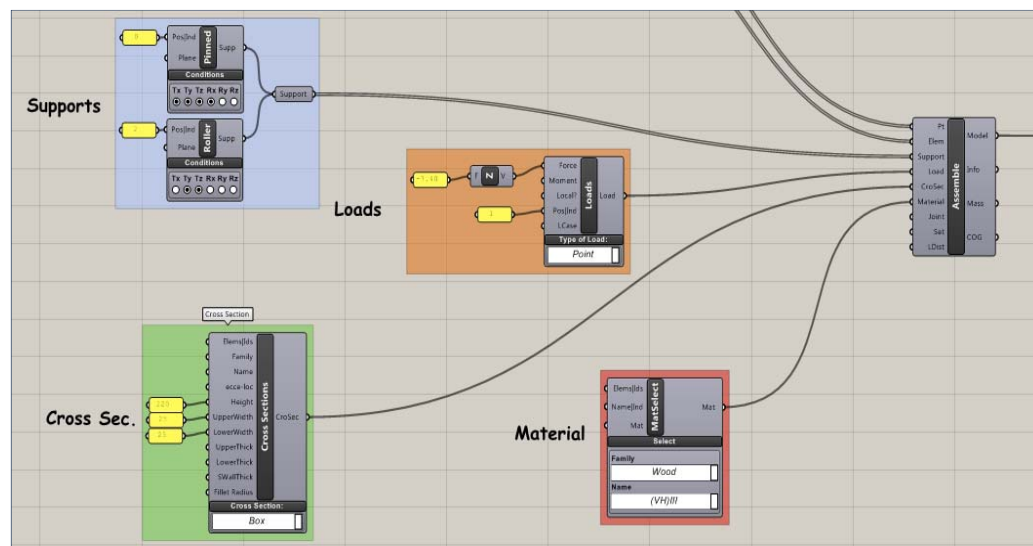 Supports
0
Pos|Ind
Plane
Pinned
Supp
Conditions
Tx Ty Tz Rx Ry Rz
2
Pos|Ind
Plane
Roller
Supp
Conditions
Tx Ty Tz Rx Ry Rz
Support
Loads
F
Z
V
1
Force
Moment
Local?
Pos|Ind
LCase
Loads
Load
Type of Load:
Point
Pt
Elem
Support
Load
CroSec
Material
Joint
Set
LDist
Assemble
Model
Info
Mass
COG
Cross Section
Cross Sec.
220
Elems|Ids
Family
Name
ecce-loc
Height
UpperWidth
LowerWidth
UpperThick
LowerThick
SWallThick
Fillet Radius
Cross Sections
CroSec
Cross Section:
Box
Material
Elems|Ids
Name|Ind
Mat
MatSelect
Mat
Select
Family
Wood
Name
(VH)III